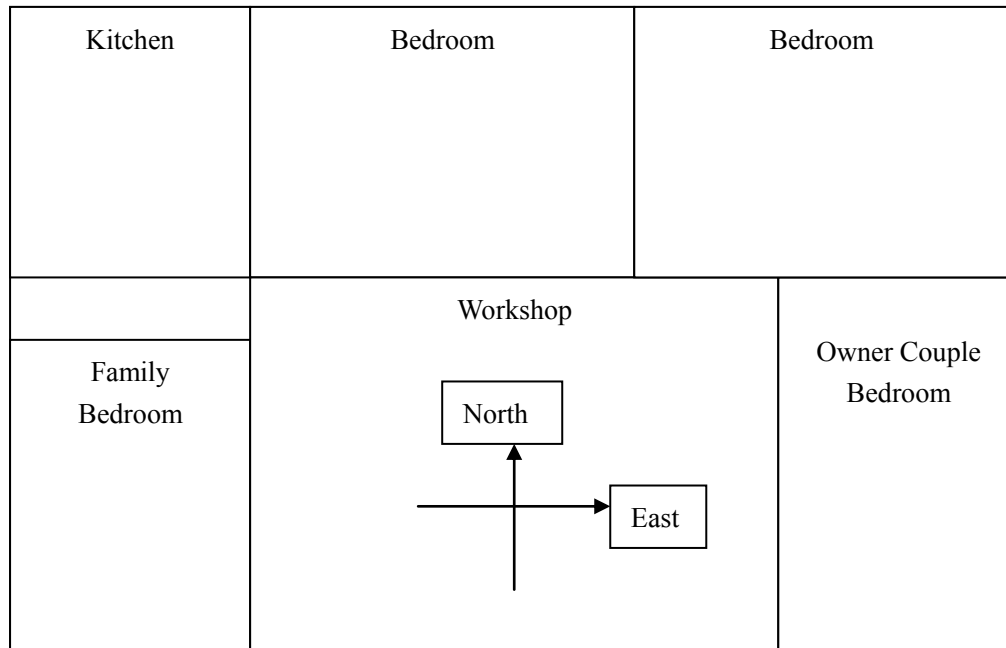 Kitchen
Bedroom
Bedroom
Workshop
Family
Bedroom
Owner Couple
Bedroom
North
East